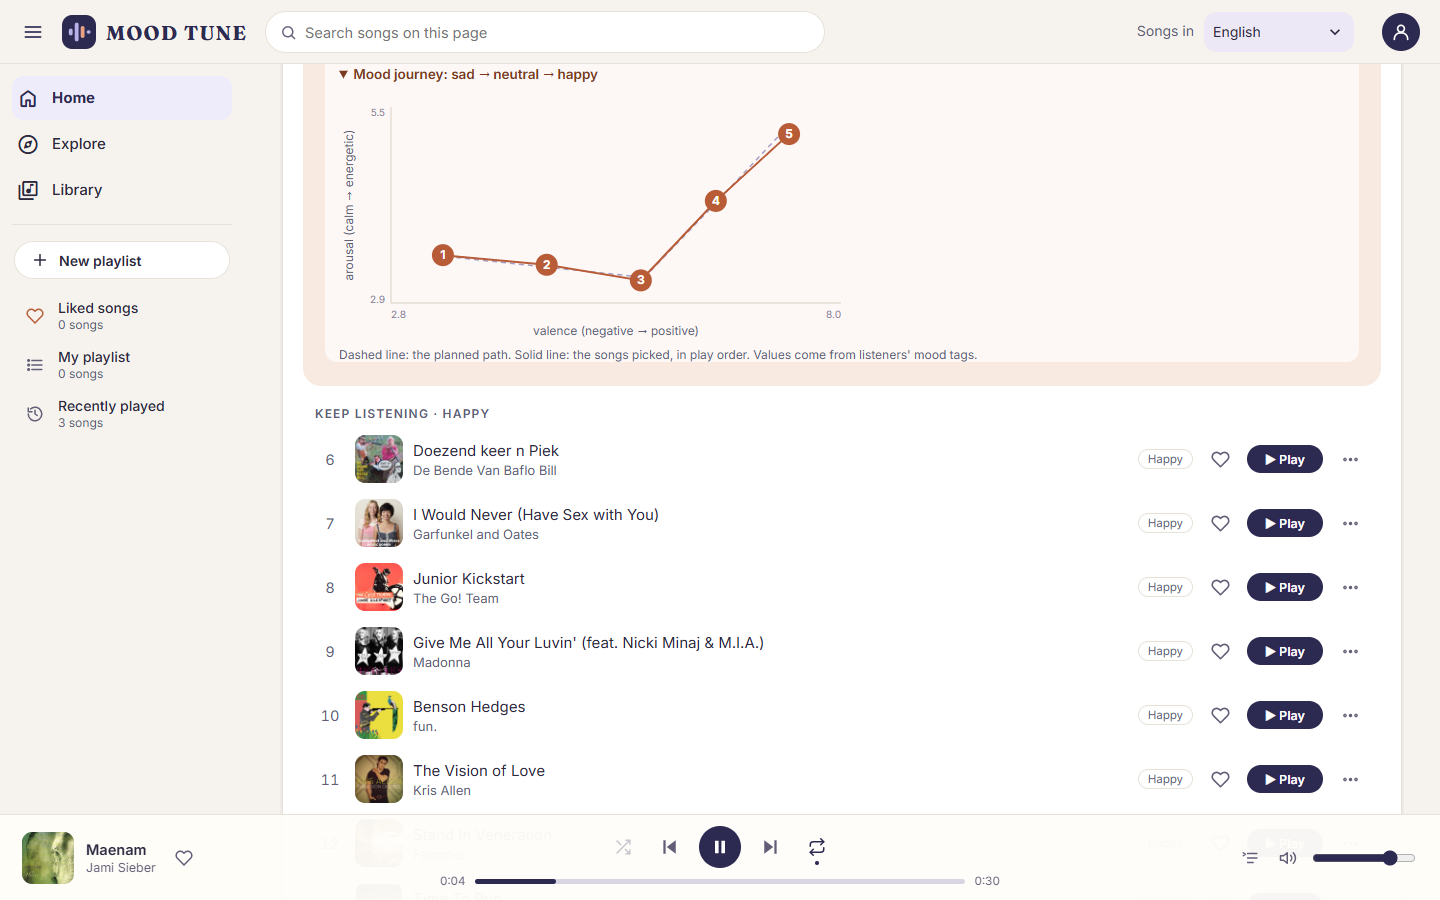 MOOD TUNE
Search songs on this page
Songs in
English
Home
Explore
Library
New playlist
Liked songs
0 songs
My playlist
0 songs
Recently played
3 songs
▼ Mood journey: sad → neutral → happy
5.5
arousal (calm → energetic)
2.9
1
2
3
4
5
2.8
8.0
valence (negative → positive)
Dashed line: the planned path. Solid line: the songs picked, in play order. Values come from listeners' mood tags.
KEEP LISTENING · HAPPY
6
Doezend keer n Piek
De Bende Van Baflo Bill
Happy
▶ Play
7
I Would Never (Have Sex with You)
Garfunkel and Oates
Happy
▶ Play
8
Junior Kickstart
The Go! Team
Happy
▶ Play
9
Give Me All Your Luvin' (feat. Nicki Minaj & M.I.A.)
Madonna
Happy
▶ Play
10
Benson Hedges
fun.
Happy
▶ Play
11
The Vision of Love
Kris Allen
Happy
▶ Play
12
Stand In Veneration
Maenam
Jami Sieber
0:04
0:30